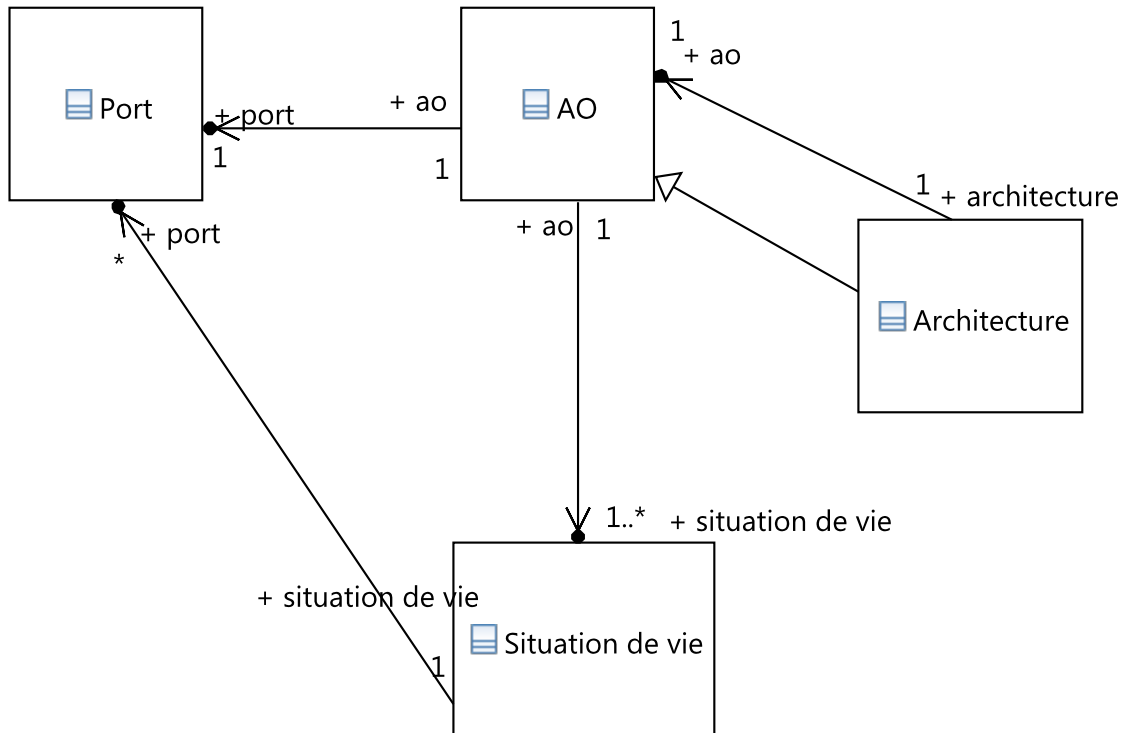 1
+ ao
+ ao
+ port
Port
AO
1
1
1
+ architecture
+ port
*
+ ao
1
Architecture
1..*
+ situation de vie
+ situation de vie
1
Situation de vie